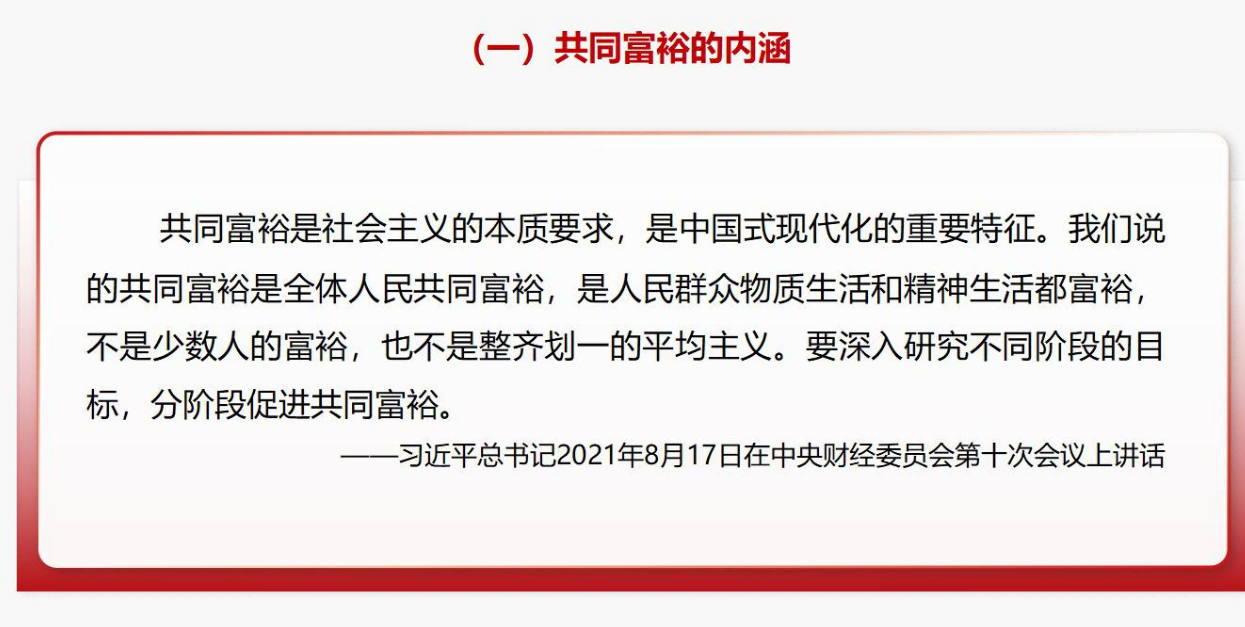 （一）共同富裕的内涵
共同富裕是社会主义的本质要求，是中国式现代化的重要特征。我们说
的共同富裕是全体人民共同富裕，是人民群众物质生活和精神生活都富裕，
不是少数人的富裕，也不是整齐划一的平均主义。要深入研究不同阶段的目
标，分阶段促进共同富裕。
——习近平总书记2021年8月17日在中央财经委员会第十次会议上讲话